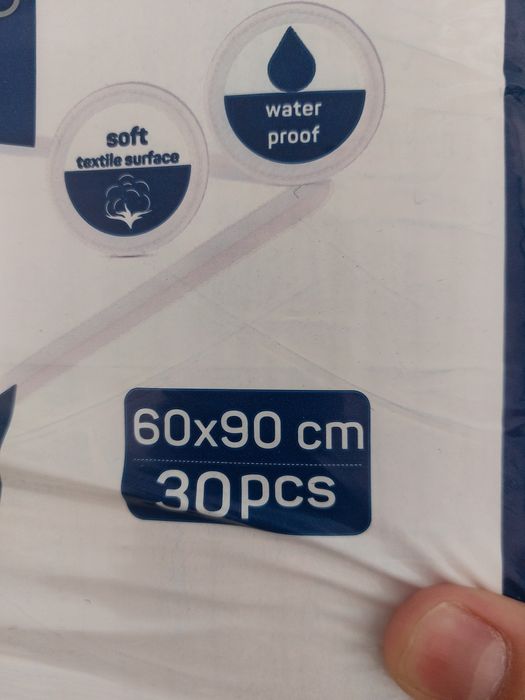 water
proof
soft
textile surface
60x90 cm
30pcs